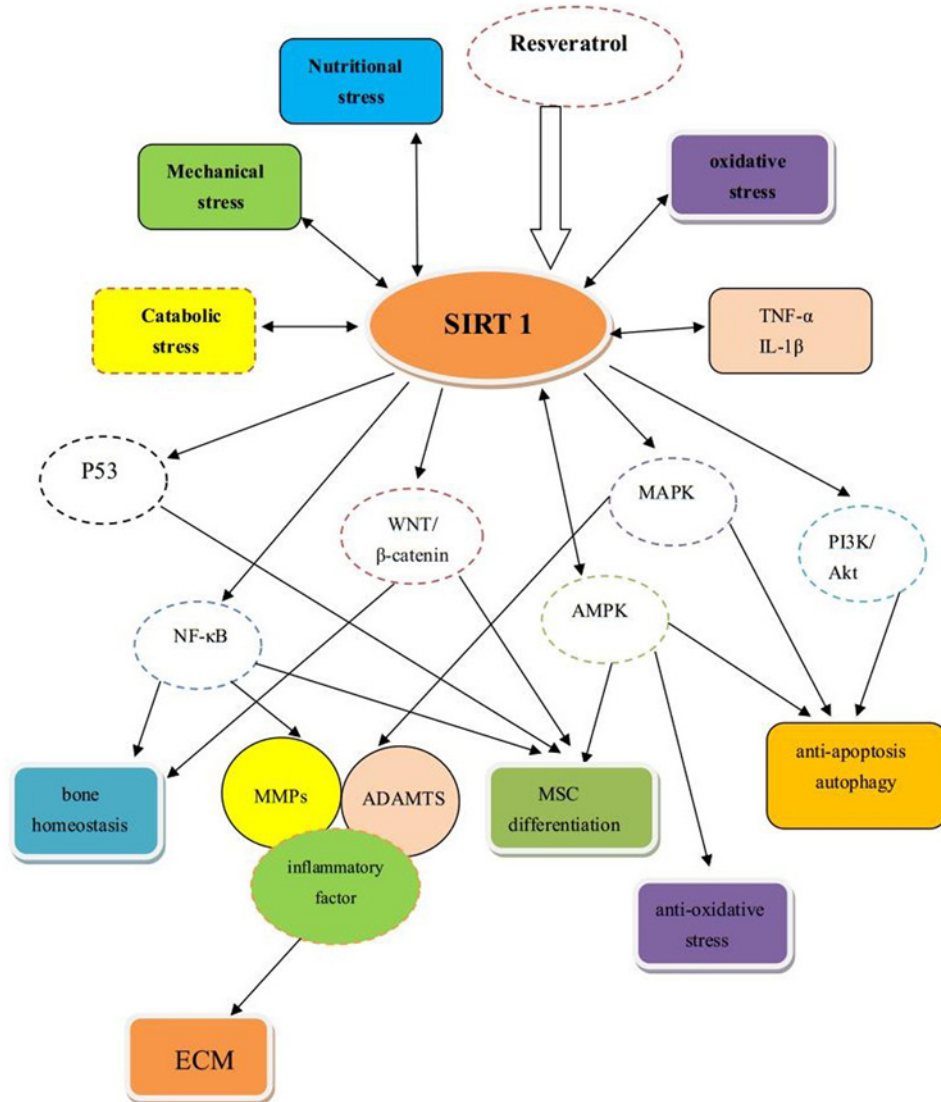 Resveratrol
Nutritional
stress
Mechanical
stress
oxidative
stress
Catabolic
stress
SIRT 1
TNF-α
IL-1β
P53
WNT/
β-catenin
MAPK
PI3K/
Akt
NF-κB
AMPK
bone
homeostasis
MMPs
ADAMTS
MSC
differentiation
anti-apoptosis
autophagy
inflammatory
factor
anti-oxidative
stress
ECM